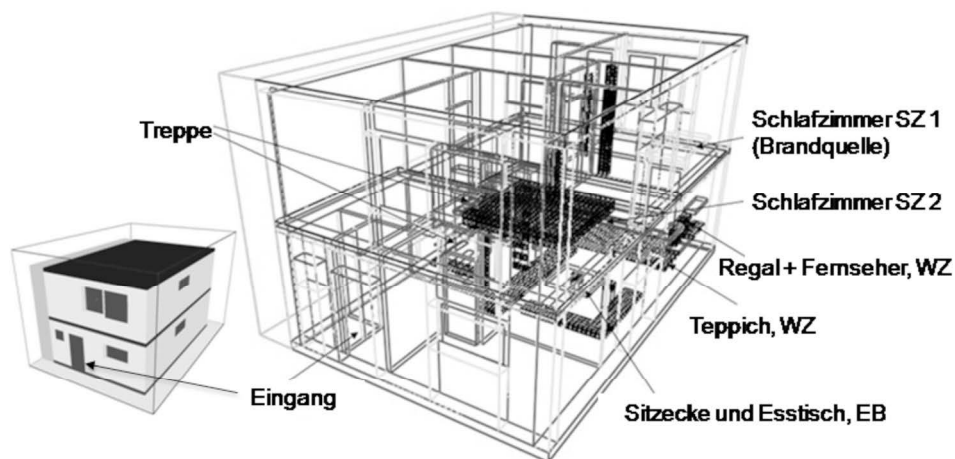 Treppe
Schlafzimmer SZ 1
(Brandquelle)
Schlafzimmer SZ 2
Regal + Fernseher, WZ
Teppich, WZ
Eingang
Sitzecke und Esstisch, EB